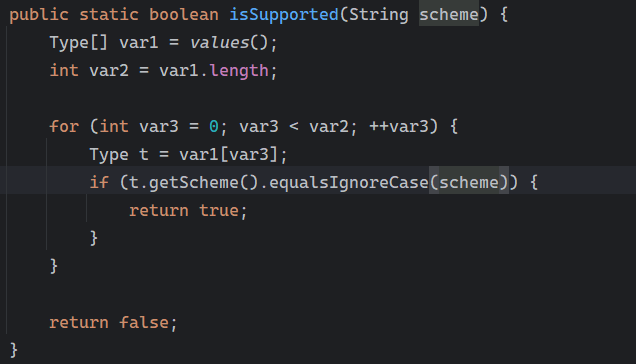 public static boolean isSupported(String scheme) {
Type[] var1 = values();
int var2 = var1.length;
for (int var3 = 0; var3 < var2; ++var3) {
Type t = var1[var3];
if (t.getScheme().equalsIgnoreCase(scheme)) {
return true;
}
}
return false;
}